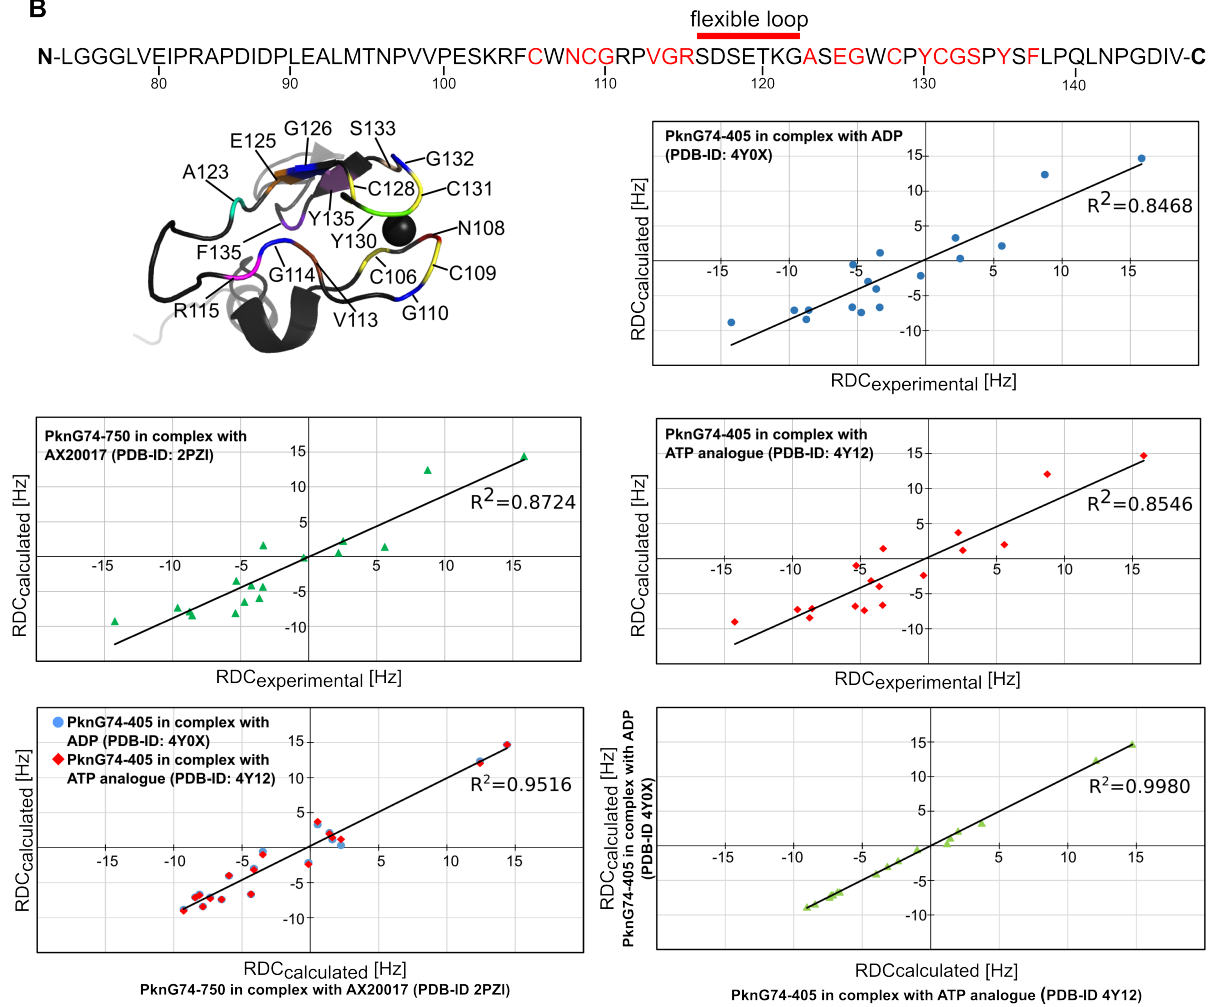 B
flexible loop
N-LGGGLVEIPRAPDIDPLEALMTNPVVPESKRFCWNCGRPVGRSDSETKGASEGWCPYCGSPYSFLPQLNPGDIV-C
80 90 100 110 120 130 140
G126 S133
E125
G132
A123
C128
C131
Y135
N108
F135
Y130
G114
C106
C109
R115
V113
G110
PknG74-405 in complex with ADP
(PDB-ID: 4Y0X)
15
10
5
R2=0.8468
-15 -10 -5 5 10 15
-5
-10
RDCcalculated [Hz]
RDCexperimental [Hz]
PknG74-750 in complex with
AX20017 (PDB-ID: 2PZI)
15
10
5
R2=0.8724
-15 -10 -5 5 10 15
-5
-10
RDCcalculated [Hz]
RDCexperimental [Hz]
PknG74-405 in complex with
ATP analogue (PDB-ID: 4Y12)
15
10
5
R2=0.8546
-15 -10 -5 5 10 15
-5
-10
RDCcalculated [Hz]
RDCexperimental [Hz]
PknG74-405 in complex with
ADP (PDB-ID: 4Y0X)
PknG74-405 in complex with
ATP analogue (PDB-ID: 4Y12)
15
10
5
R2=0.9516
-15 -10 -5 5 10 15
-5
-10
RDCcalculated [Hz]
RDCcalculated [Hz]
PknG74-750 in complex with AX20017 (PDB-ID 2PZI)
15
10
5
R2=0.9980
-15 -10 -5 5 10 15
-5
-10
RDCcalculated [Hz]
PknG74-405 in complex with ADP
(PDB-ID 4Y0X)
RDCcalculated [Hz]
PknG74-405 in complex with ATP analogue (PDB-ID 4Y12)